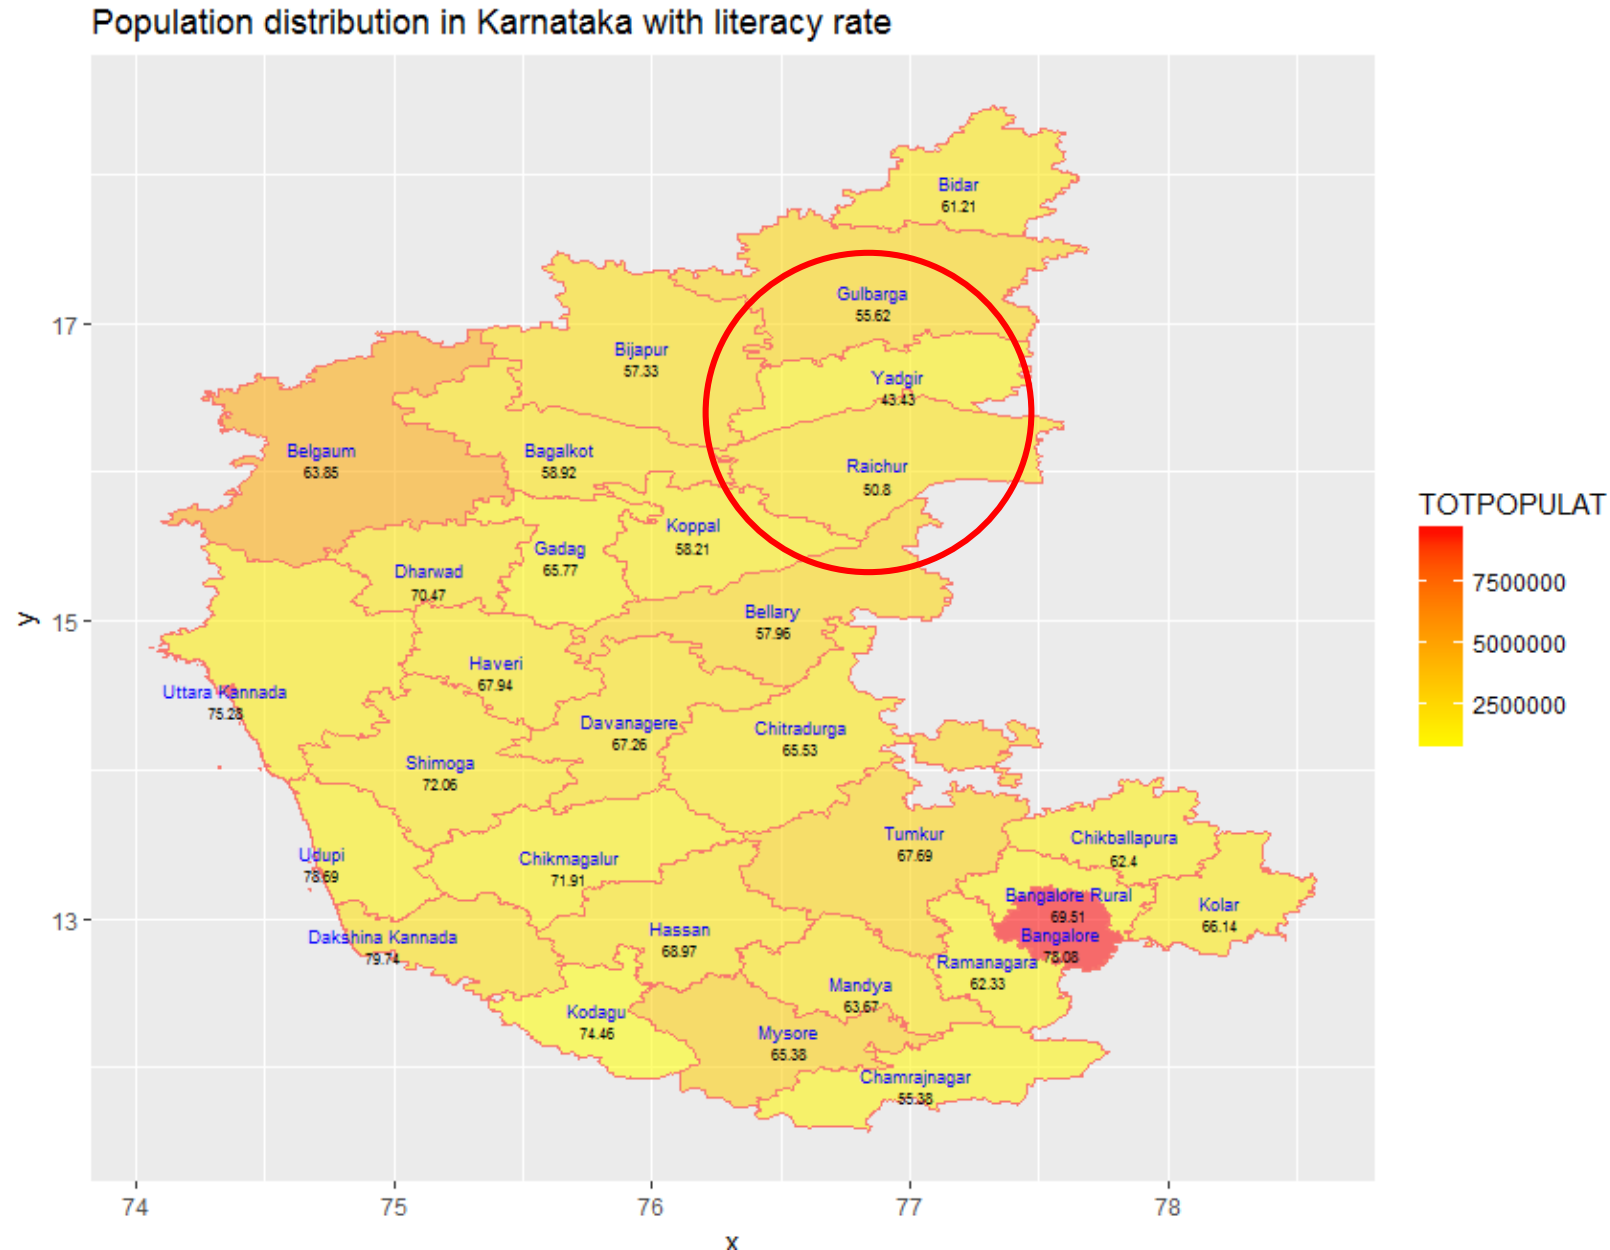 Population distribution in Karnataka with literacy rate
Bidar
61.21
Gulbarga
55.62
Bijapur
57.33
Yadgir
43.43
Belgaum
63.85
Bagalkot
58.92
Raichur
50.8
Koppal
58.21
Gadag
65.77
Dharwad
70.47
Bellary
57.96
Haveri
67.94
Uttara Kannada
75.28
Davanagere
67.26
Chitradurga
65.53
Shimoga
72.06
Tumkur
67.69
Chikballapura
62.4
Udupi
78.69
Chikmagalur
71.91
Bangalore Rural
69.51
Kolar
66.14
Bangalore
78.08
Dakshina Kannada
79.74
Hassan
68.97
Ramanagara
62.33
Mandya
63.67
Kodagu
74.46
Mysore
65.38
Chamrajnagar
55.38
17
15
13
y
74 75 76 77 78
x
TOTPOPULAT
7500000
5000000
2500000